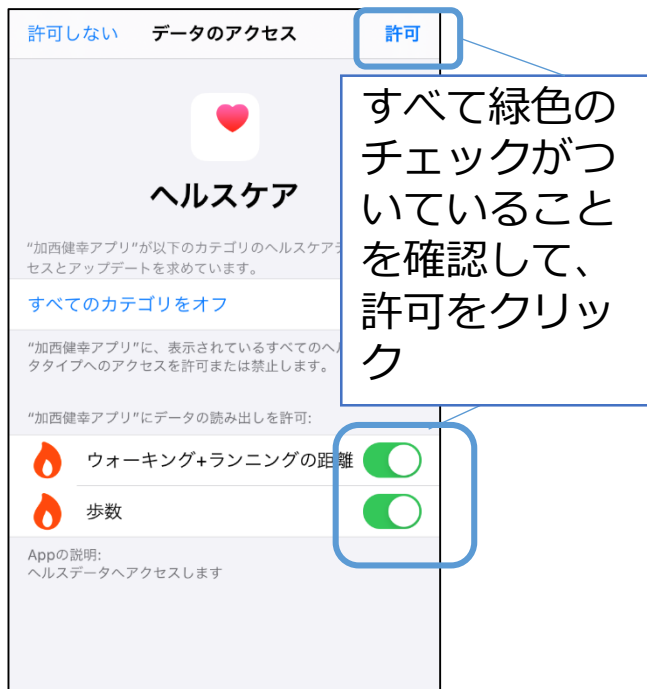 許可しない データのアクセス 許可
すべて緑色の
チェックがつ
いていること
を確認して、
許可をクリッ
ク
ヘルスケア
“加西健幸アプリ”が以下のカテゴリのヘルスケアデ
セスとアップデートを求めています。
すべてのカテゴリをオフ
“加西健幸アプリ”に、表示されているすべてのヘ
タタイプへのアクセスを許可または禁止します。
“加西健幸アプリ”にデータの読み出しを許可:
ウォーキング+ランニングの距離
歩数
Appの説明:
ヘルスデータへアクセスします